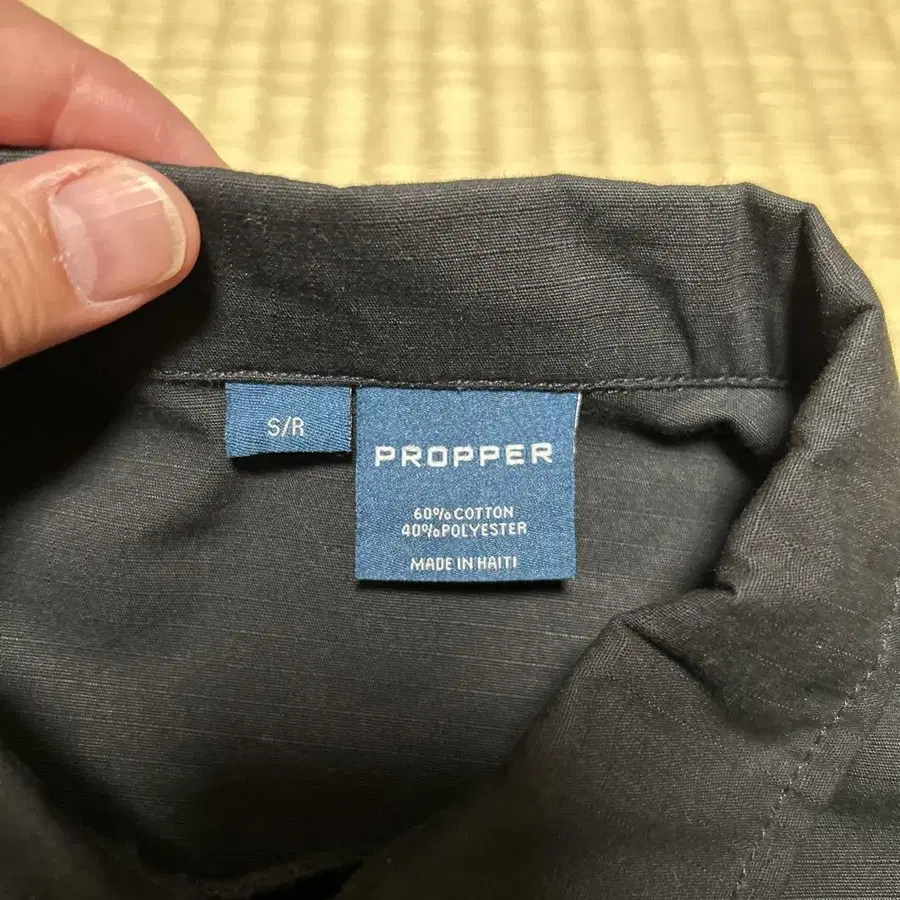 S/R
PROPPER
60% COTTON
40% POLYESTER
MADE IN HAITI